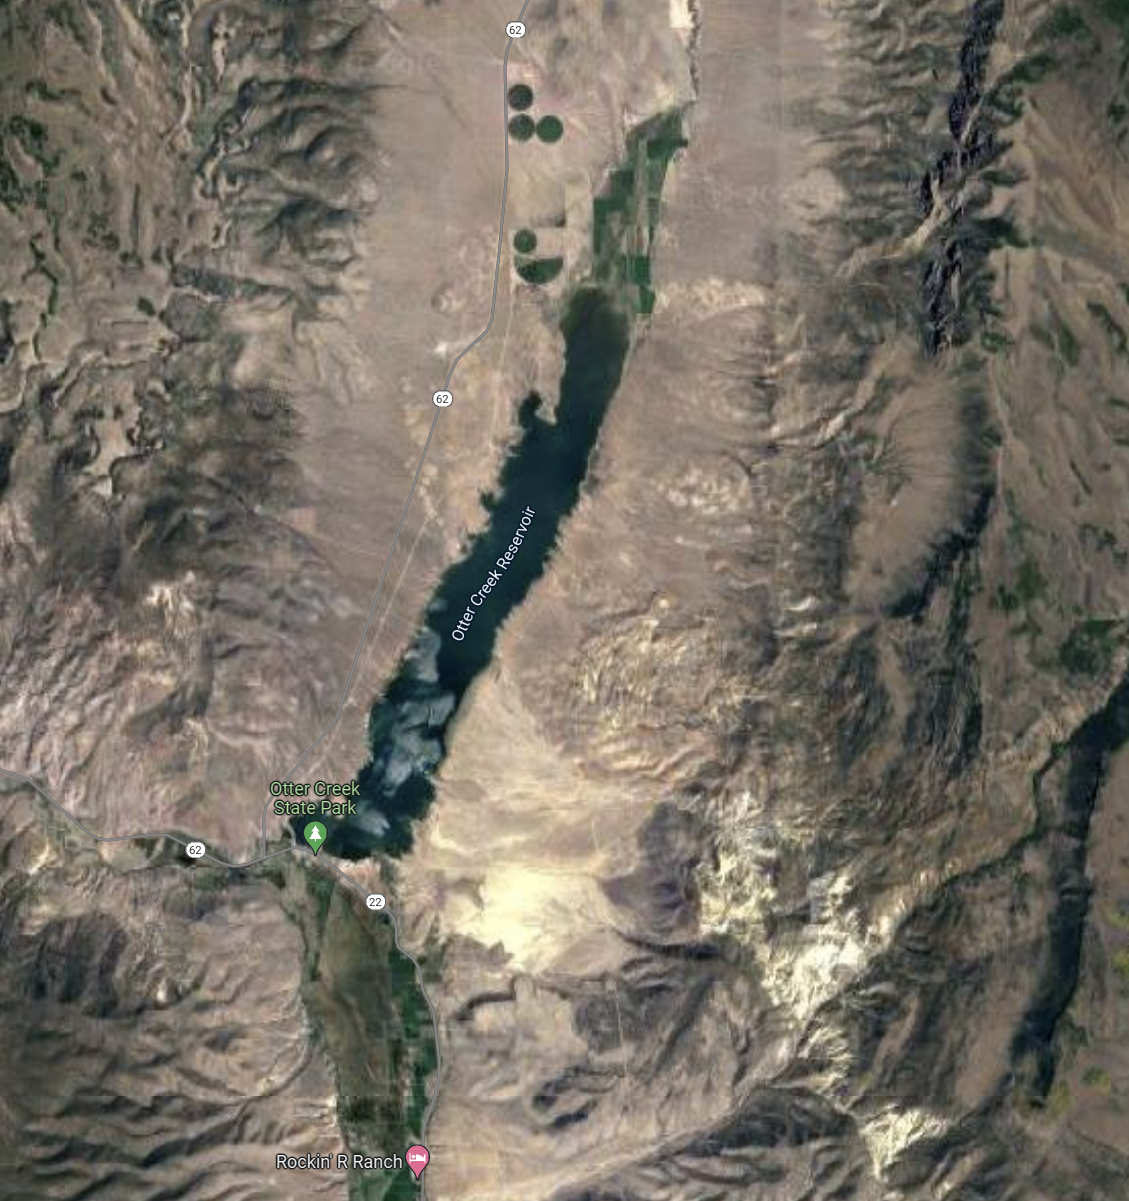 62
62
Otter Creek Reservoir
Otter Creek
State Park
62
22
Rockin' R Ranch